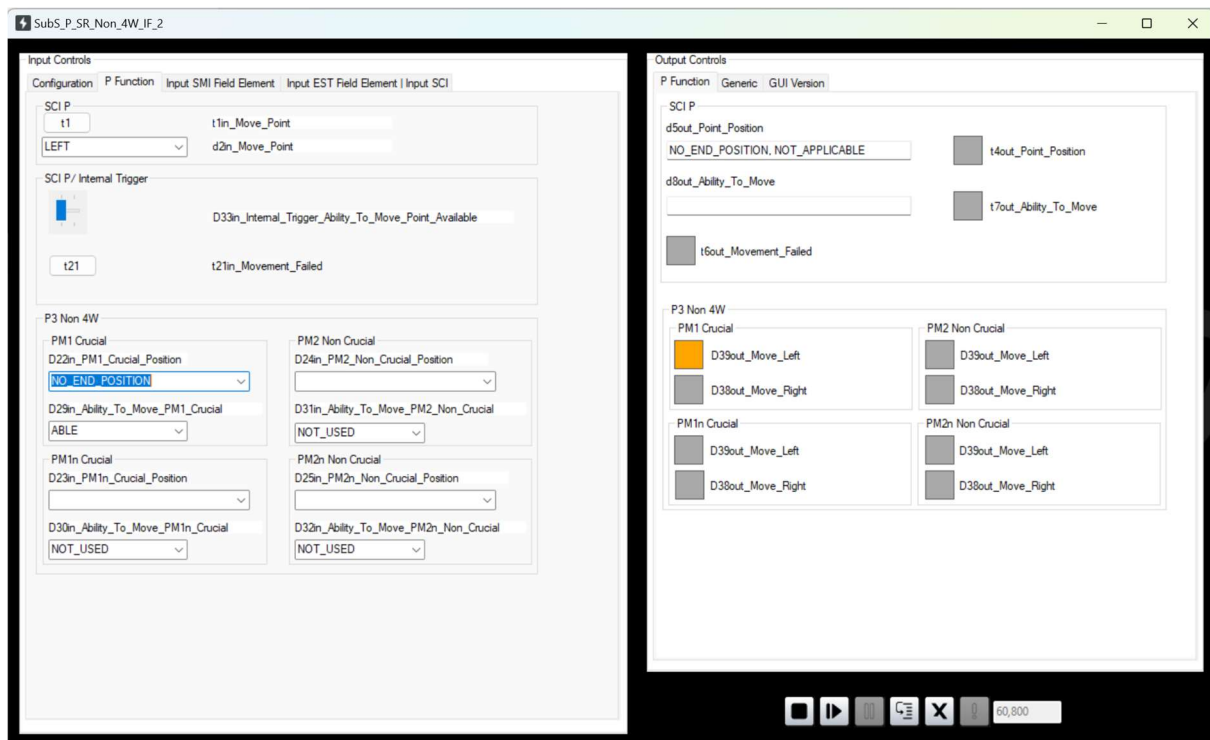 SubS_P_SR_Non_4W_IF_2
Input Controls
Configuration P Function Input SMI Field Element Input EST Field Element | Input SCI
SCI P
t1 t1in_Move_Point
LEFT d2in_Move_Point
SCI P/ Internal Trigger
D33in_Internal_Trigger_Ability_To_Move_Point_Available
t21 t21in_Movement_Failed
P3 Non 4W
PM1 Crucial
D22in_PM1_Crucial_Position
NO_END_POSITION
D29in_Ability_To_Move_PM1_Crucial
ABLE
PM2 Non Crucial
D24in_PM2_Non_Crucial_Position
D31in_Ability_To_Move_PM2_Non_Crucial
NOT_USED
PM1n Crucial
D23in_PM1n_Crucial_Position
D30in_Ability_To_Move_PM1n_Crucial
NOT_USED
PM2n Non Crucial
D25in_PM2n_Non_Crucial_Position
D32in_Ability_To_Move_PM2n_Non_Crucial
NOT_USED
Output Controls
P Function Generic GUI Version
SCI P
d5out_Point_Position
NO_END_POSITION, NOT_APPLICABLE t4out_Point_Position
d8out_Ability_To_Move
t7out_Ability_To_Move
t6out_Movement_Failed
P3 Non 4W
PM1 Crucial
D39out_Move_Left
D38out_Move_Right
PM2 Non Crucial
D39out_Move_Left
D38out_Move_Right
PM1n Crucial
D39out_Move_Left
D38out_Move_Right
PM2n Non Crucial
D39out_Move_Left
D38out_Move_Right
60,800